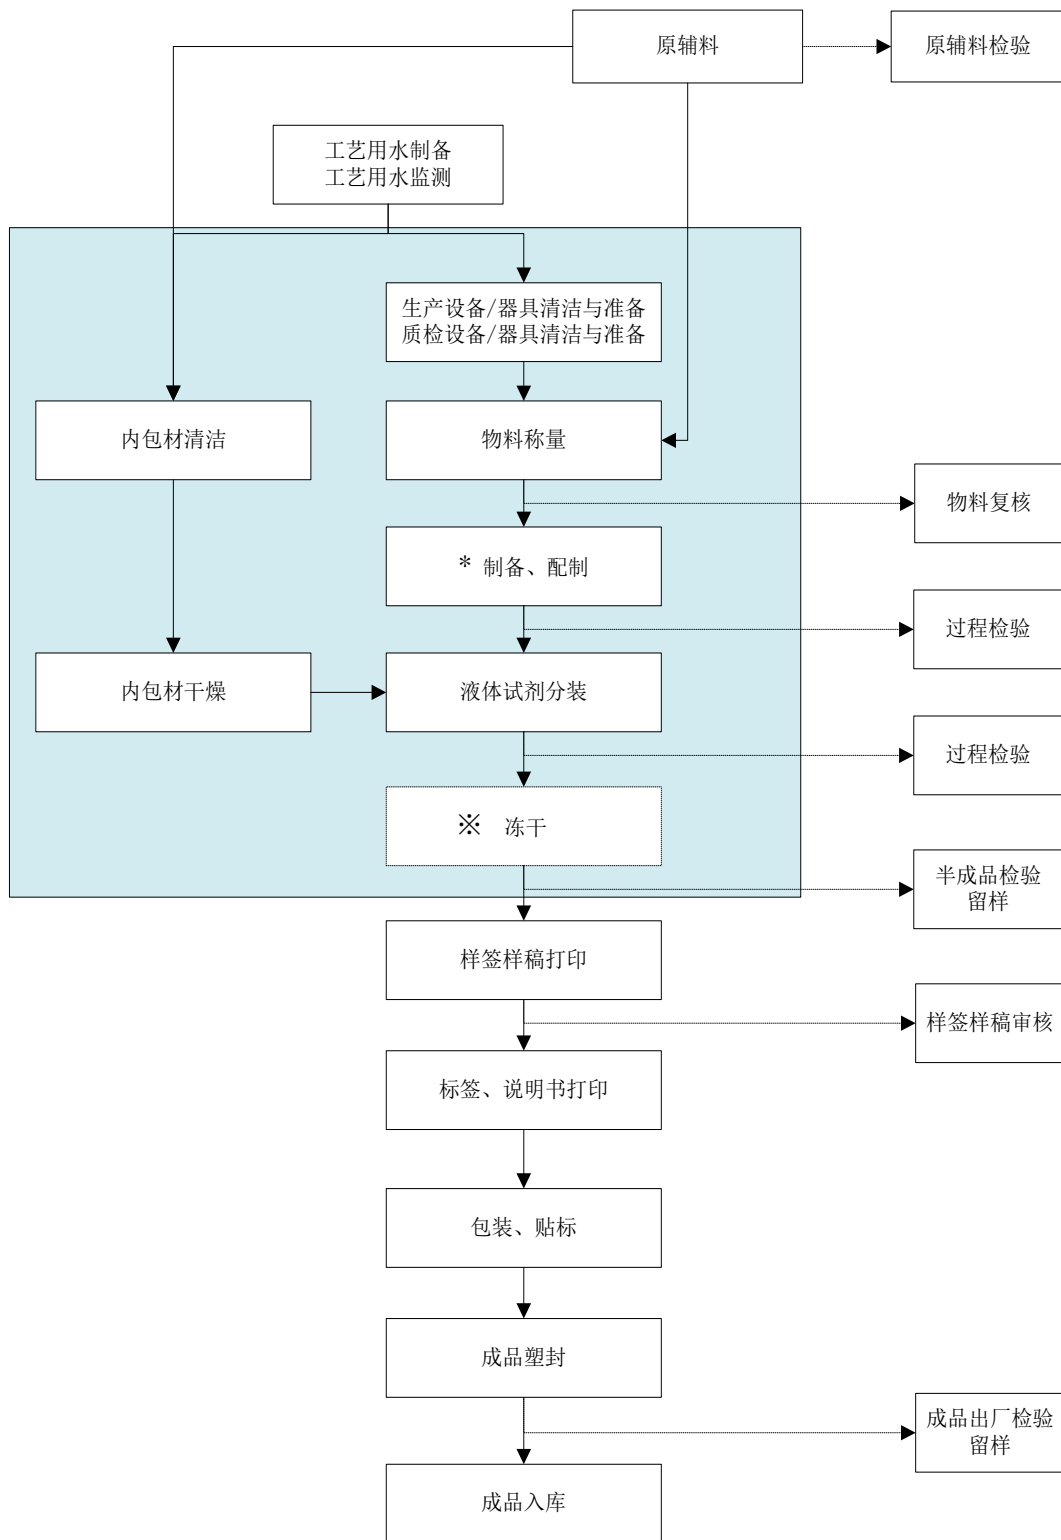 原辅料
原辅料检验
工艺用水制备
工艺用水监测
生产设备/器具清洁与准备
质检设备/器具清洁与准备
内包材清洁
物料称量
物料复核
* 制备、配制
过程检验
内包材干燥
液体试剂分装
过程检验
※ 冻干
半成品检验
留样
样签样稿打印
样签样稿审核
标签、说明书打印
包装、贴标
成品塑封
成品出厂检验
留样
成品入库